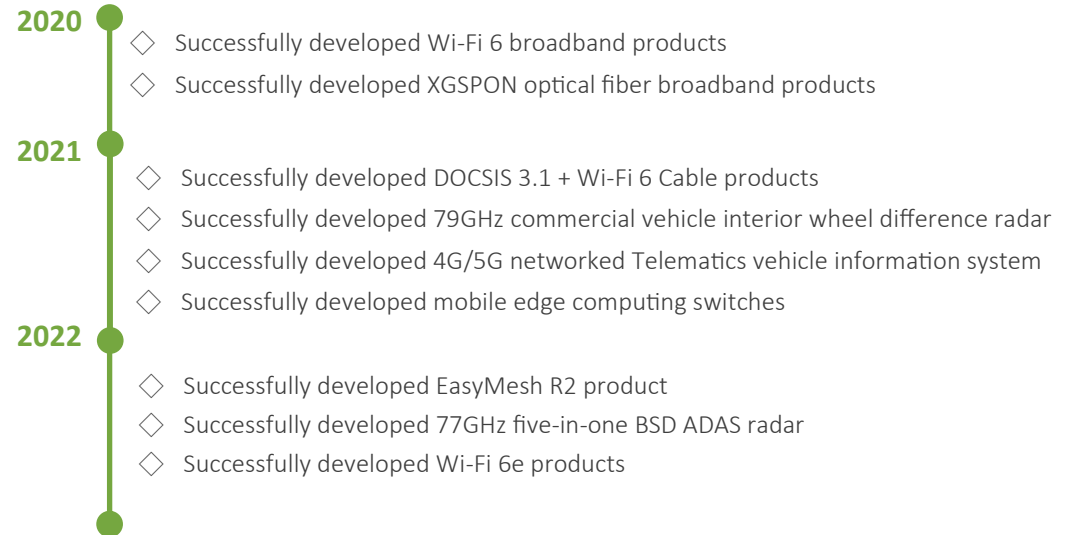 2020
◇ Successfully developed Wi-Fi 6 broadband products
◇ Successfully developed XGSPON optical fiber broadband products
2021
◇ Successfully developed DOCSIS 3.1 + Wi-Fi 6 Cable products
◇ Successfully developed 79GHz commercial vehicle interior wheel difference radar
◇ Successfully developed 4G/5G networked Telematics vehicle information system
◇ Successfully developed mobile edge computing switches
2022
◇ Successfully developed EasyMesh R2 product
◇ Successfully developed 77GHz five-in-one BSD ADAS radar
◇ Successfully developed Wi-Fi 6e products